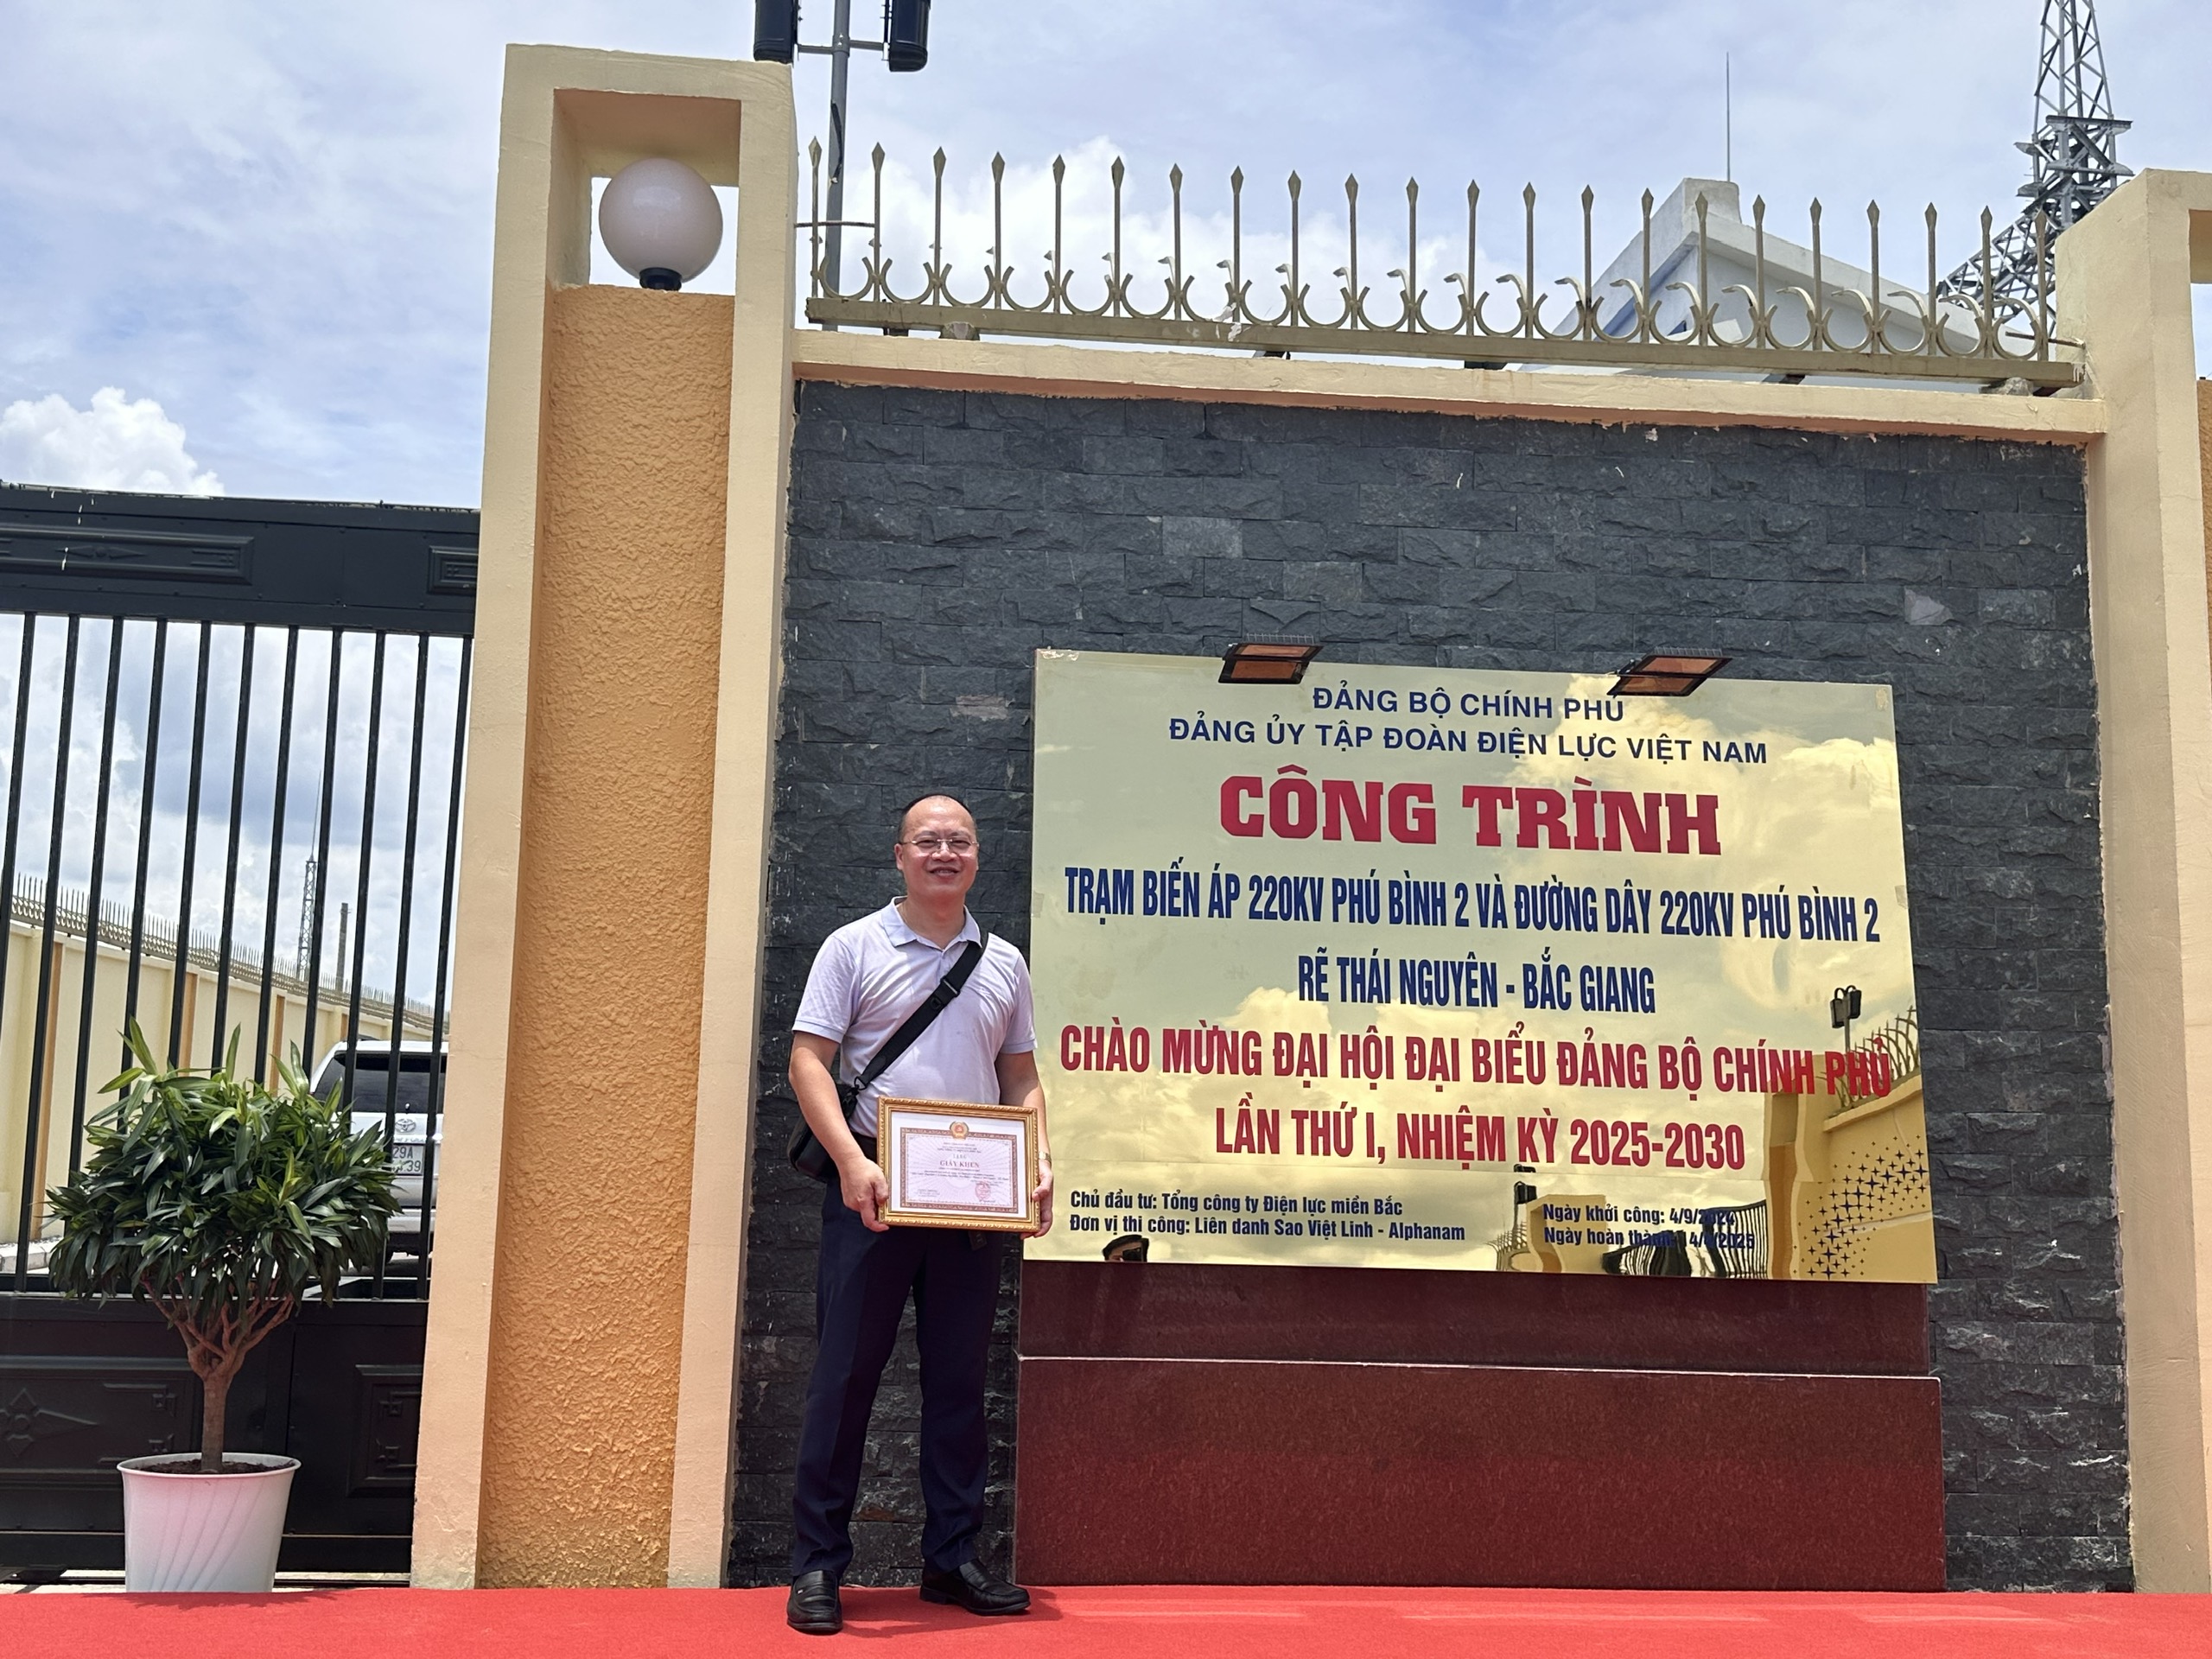 ĐẢNG BỘ CHÍNH PHỦ
ĐẢNG ỦY TẬP ĐOÀN ĐIỆN LỰC VIỆT NAM
CÔNG TRÌNH
TRẠM BIẾN ÁP 220KV PHÚ BÌNH 2 VÀ ĐƯỜNG DÂY 220KV PHÚ BÌNH 2
RẼ THÁI NGUYÊN - BẮC GIANG
CHÀO MỪNG ĐẠI HỘI ĐẠI BIỂU ĐẢNG BỘ CHÍNH PHỦ
LẦN THỨ I, NHIỆM KỲ 2025-2030
Chủ đầu tư: Tổng công ty Điện lực miền Bắc
Đơn vị thi công: Liên danh Sao Việt Linh - Alphanam
Ngày khởi công: 4/9/2024
Ngày hoàn thành:
GIẤY KHEN
29A